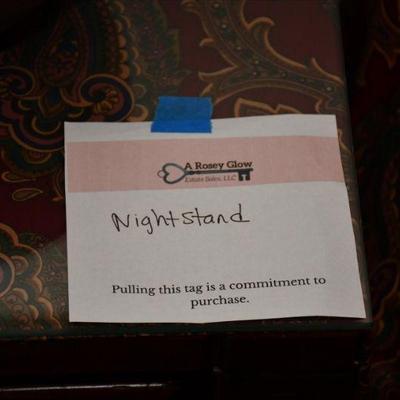 A Rosey Glow
Estate Sales, LLC
Nightstand
Pulling this tag is a commitment to
purchase.